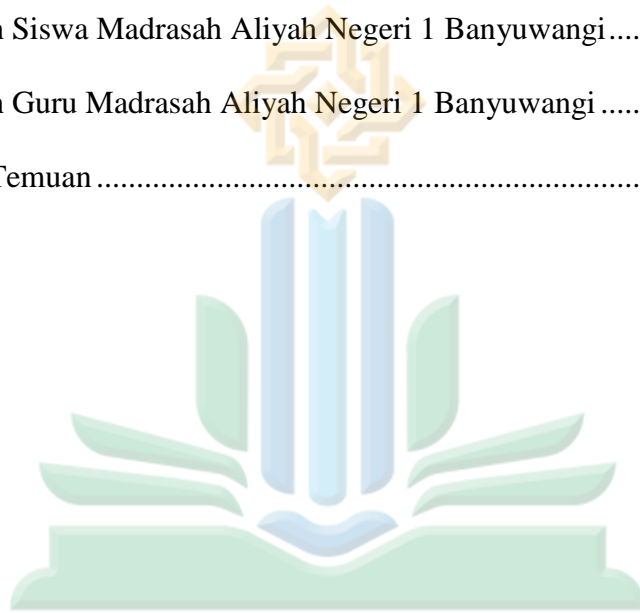 Siswa Madrasah Aliyah Negeri 1 Banyuwangi....
Guru Madrasah Aliyah Negeri 1 Banyuwangi .....
Temuan....................................................................